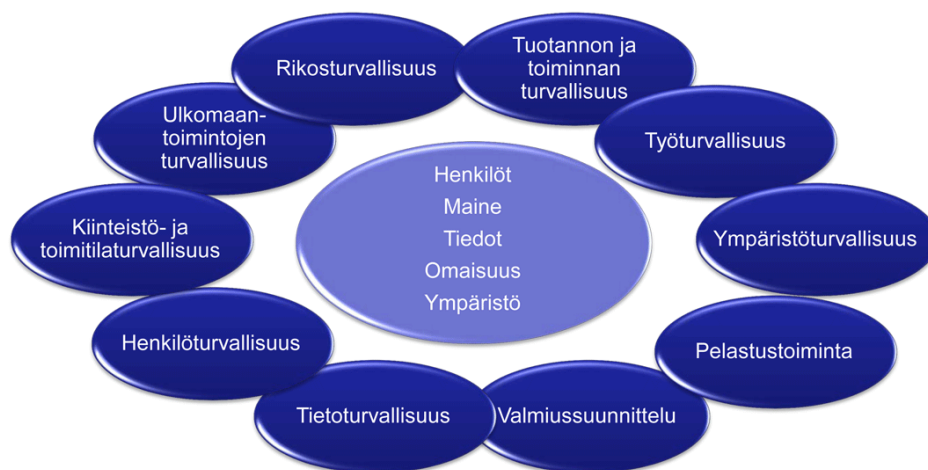 Rikosturvallisuus
Tuotannon ja
toiminnan
turvallisuus
Ulkomaan-
toimintojen
turvallisuus
Työturvallisuus
Henkilöt
Maine
Tiedot
Omaisuus
Ympäristö
Kiinteistö- ja
toimitilaturvallisuus
Ympäristöturvallisuus
Henkilöturvallisuus
Pelastustoiminta
Tietoturvallisuus
Valmiussuunnittelu